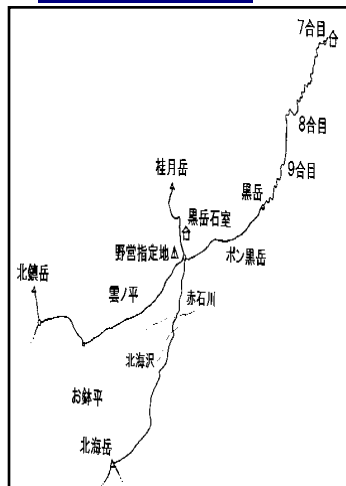 7合目
8合目
9合目
桂月岳
黒岳
黒岳石室
野営指定地
ポン黒岳
北鎮岳
雲ノ平
赤石川
北海沢
お鉢平
北海岳